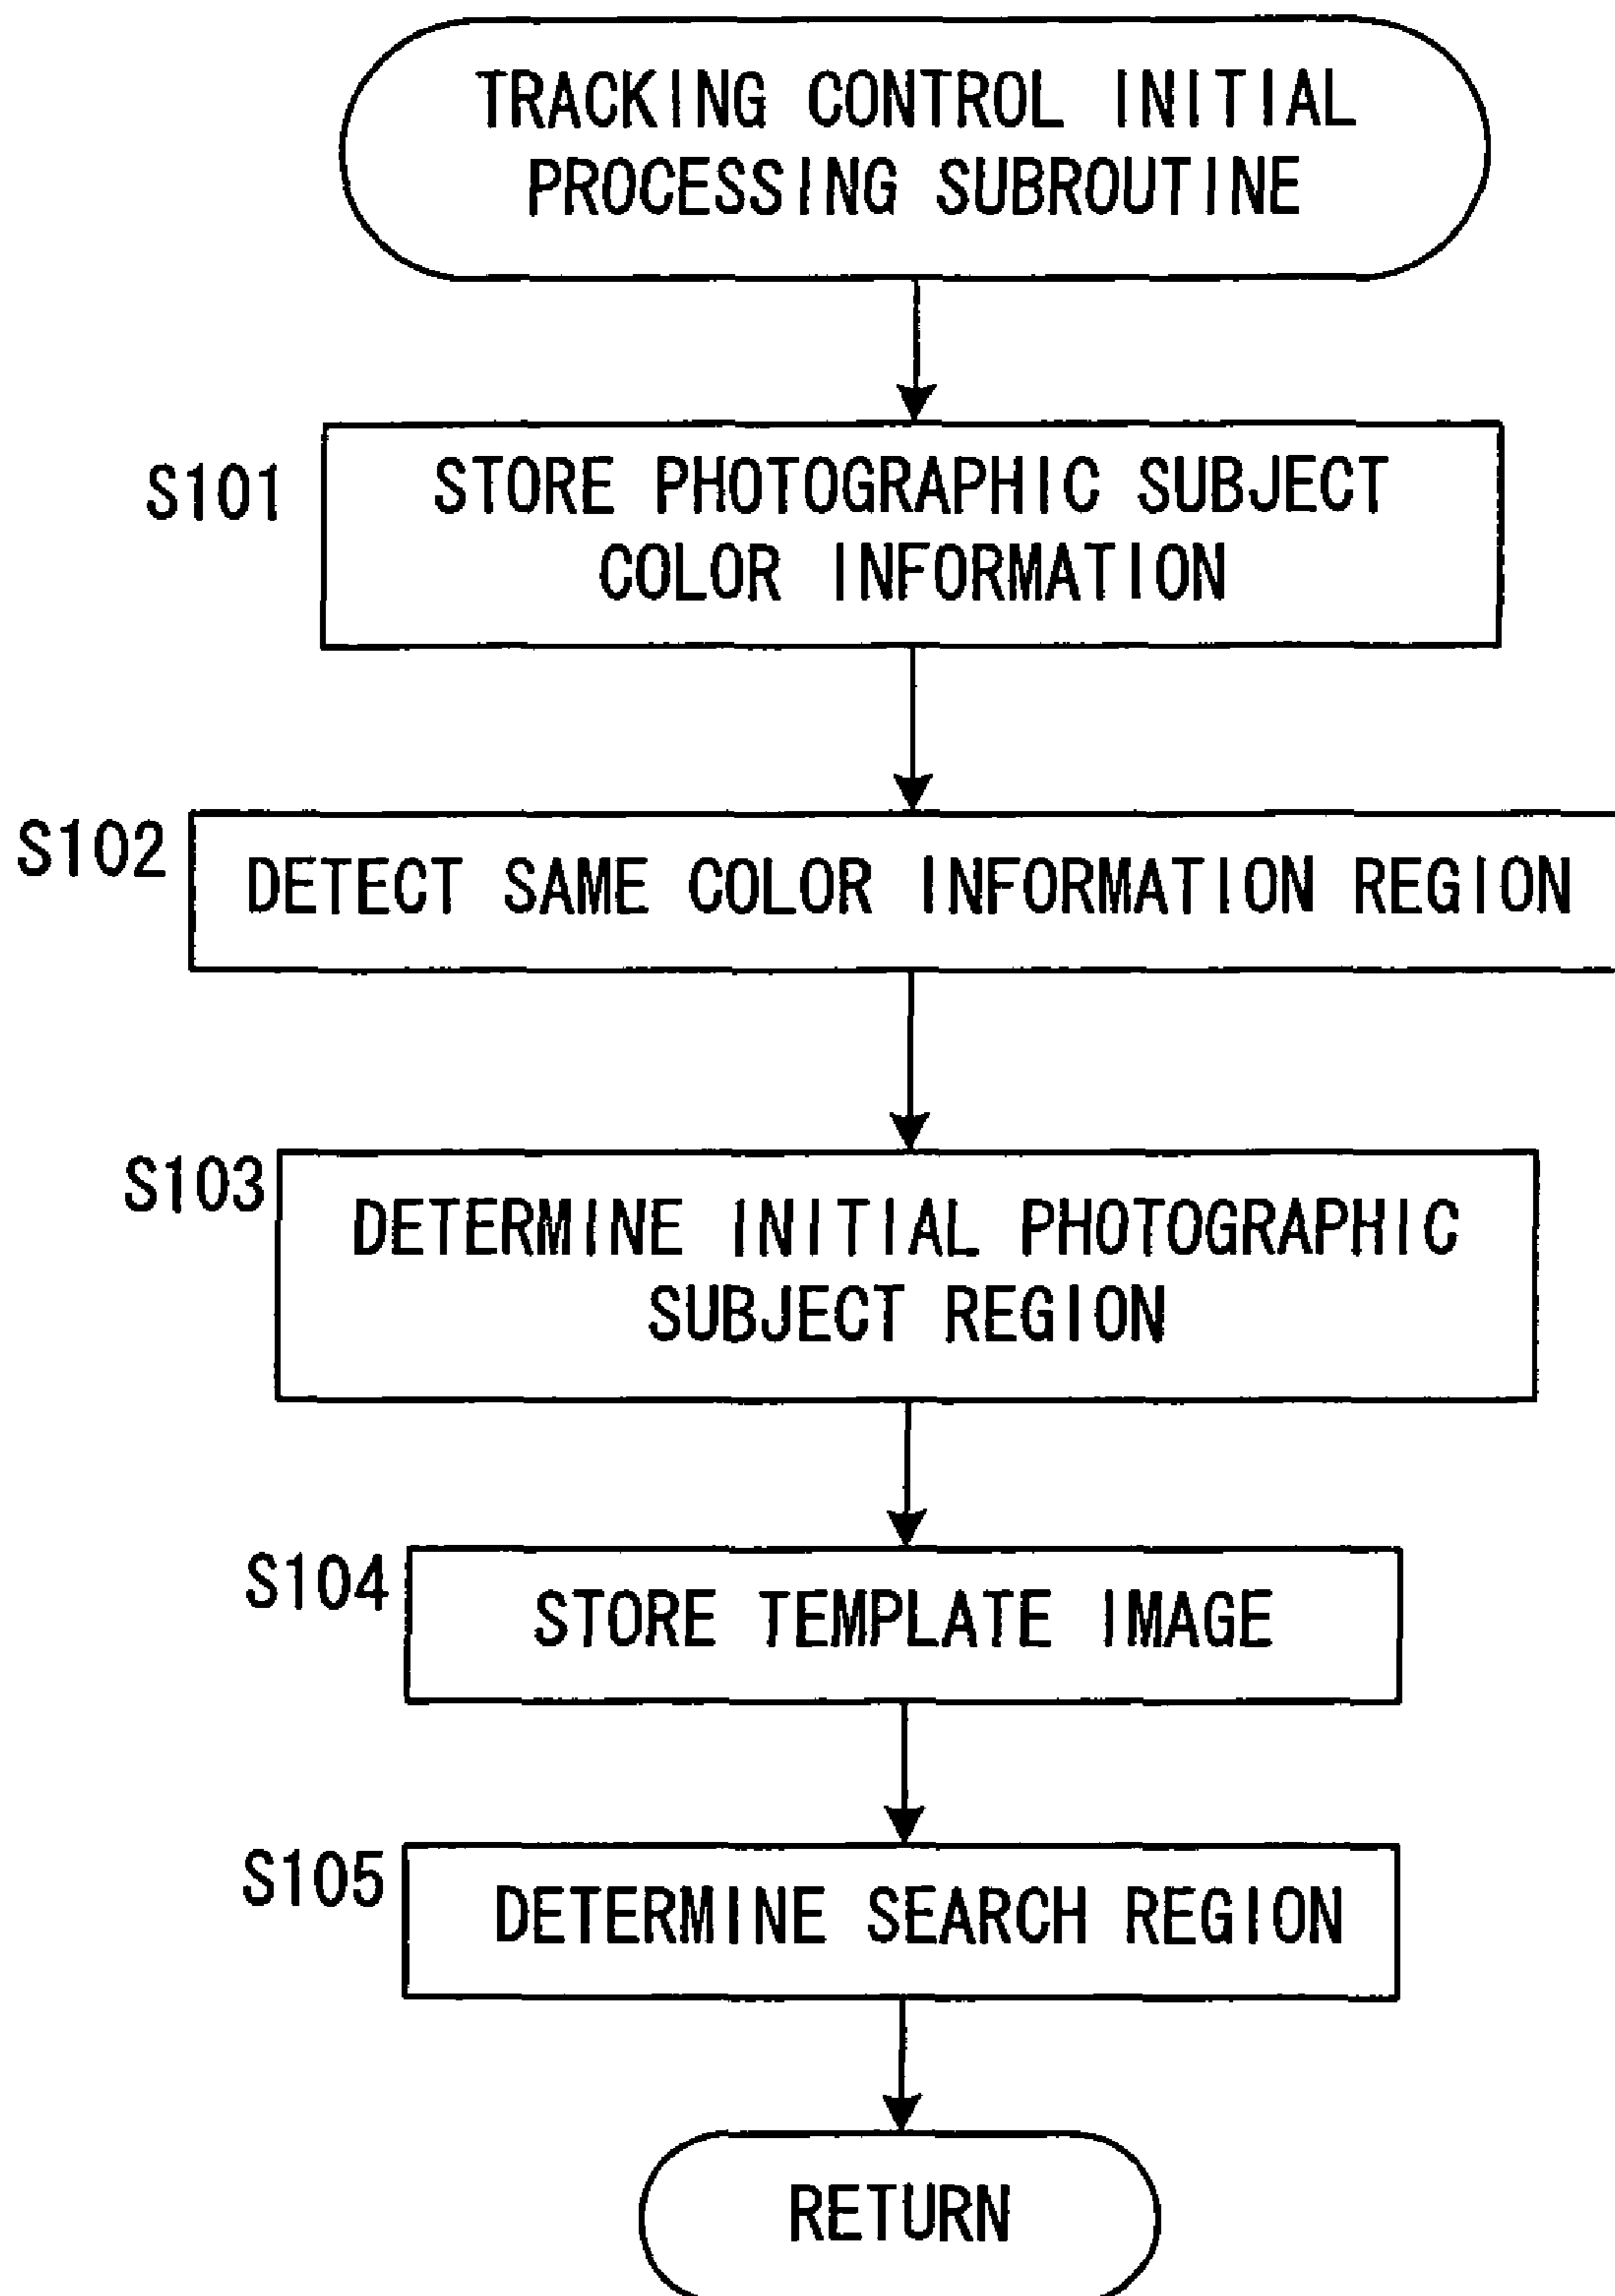 TRACKING CONTROL INITIAL
PROCESSING SUBROUTINE
S101
STORE PHOTOGRAPHIC SUBJECT
COLOR INFORMATION
S102
DETECT SAME COLOR INFORMATION REGION
S103
DETERMINE INITIAL PHOTOGRAPHIC
SUBJECT REGION
S104
STORE TEMPLATE IMAGE
S105
DETERMINE SEARCH REGION
RETURN